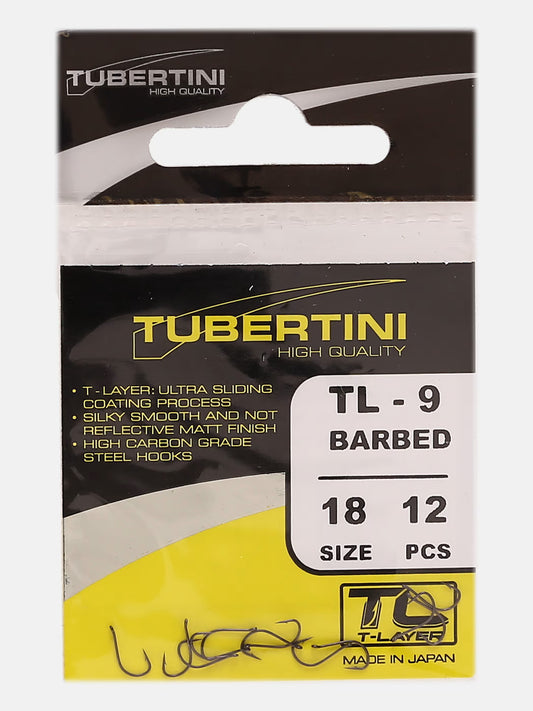 TUBERTINI
HIGH QUALITY
TUBERTINI
HIGH QUALITY
• T-LAYER: ULTRA SLIDING
COATING PROCESS
• SILKY SMOOTH AND NOT
REFLECTIVE MATT FINISH
• HIGH CARBON GRADE
STEEL HOOKS
TL - 9
BARBED
18 12
SIZE PCS
T-LAYER
MADE IN JAPAN